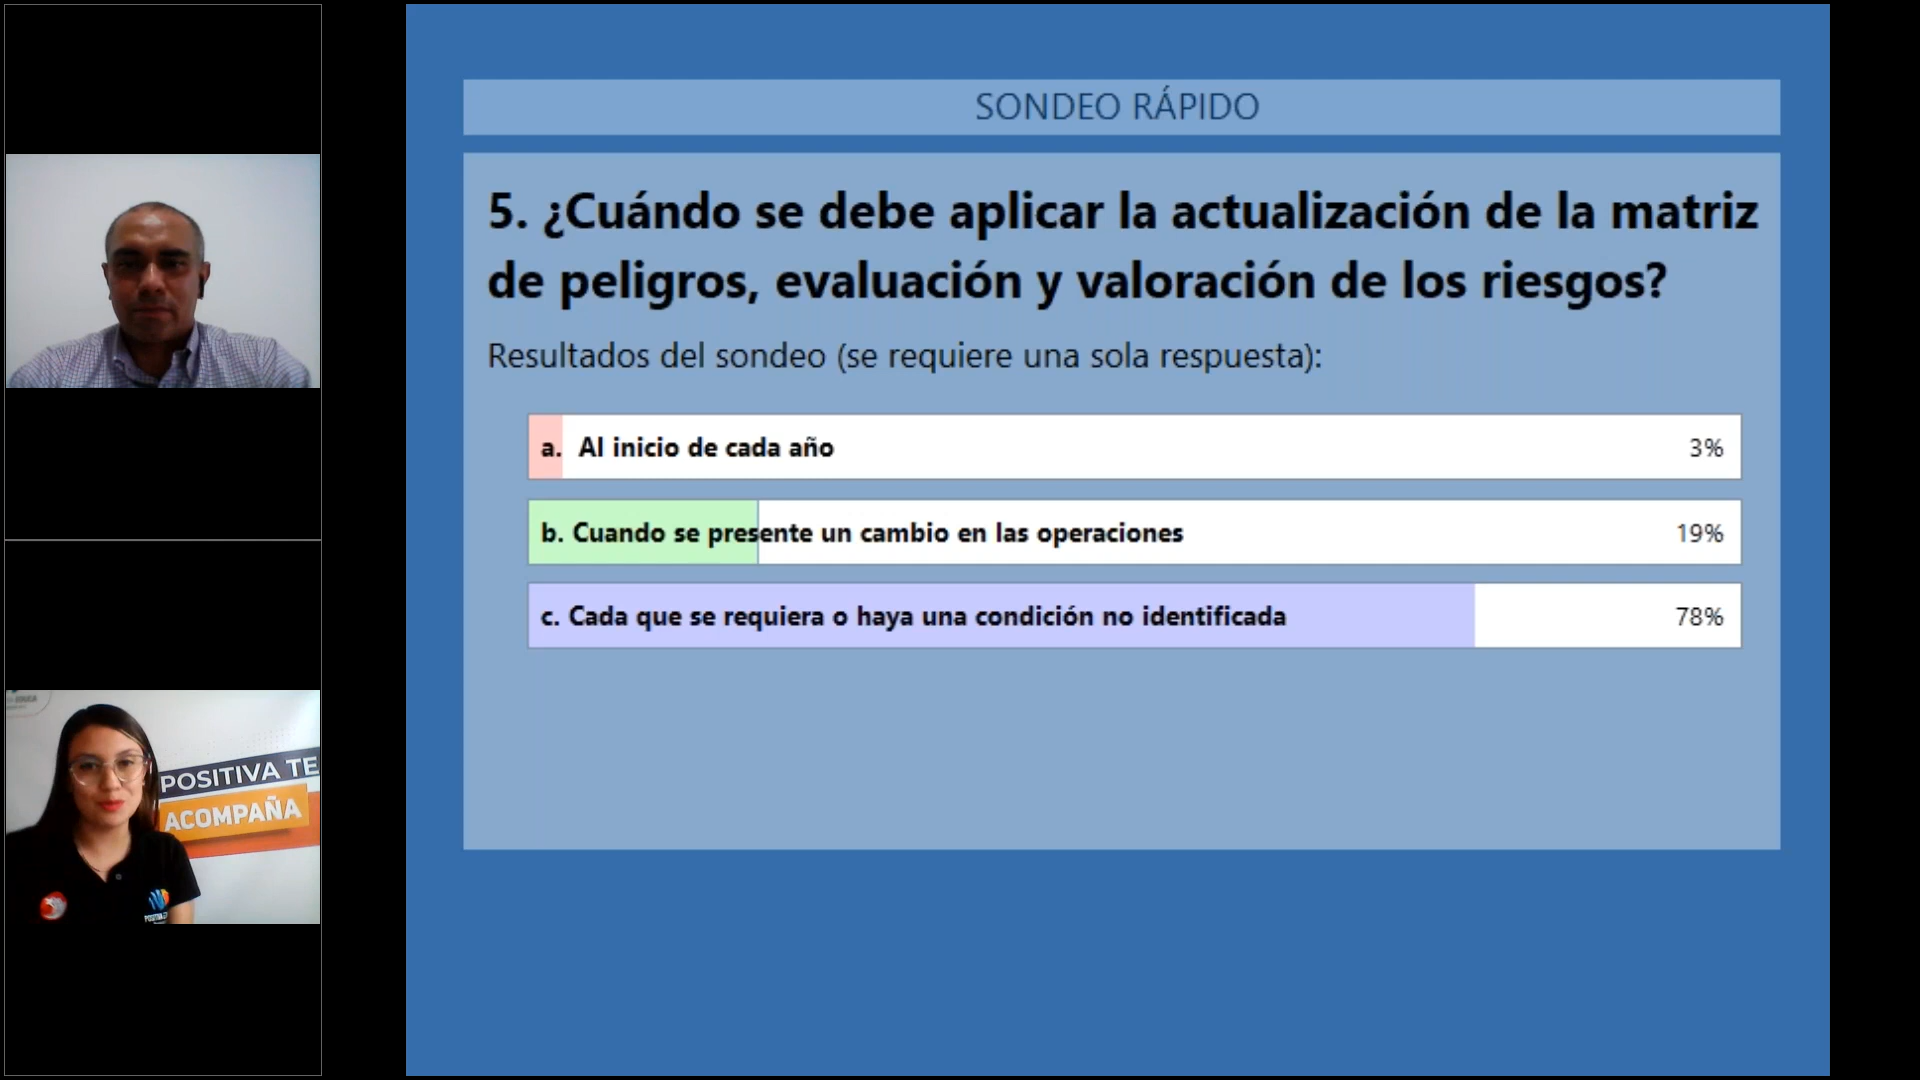 SONDEO RÁPIDO
5. ¿Cuándo se debe aplicar la actualización de la matriz
de peligros, evaluación y valoración de los riesgos?
Resultados del sondeo (se requiere una sola respuesta):
a. Al inicio de cada año 3%
b. Cuando se presente un cambio en las operaciones 19%
c. Cada que se requiera o haya una condición no identificada 78%
POSITIVA TE
ACOMPAÑA